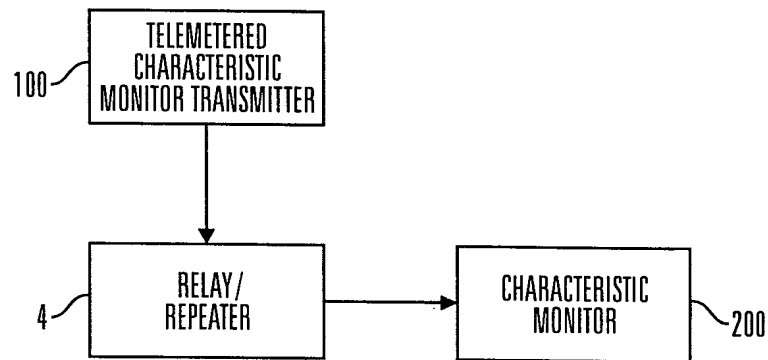 TELEMETERED
CHARACTERISTIC
MONITOR TRANSMITTER
100
RELAY/
REPEATER
4
CHARACTERISTIC
MONITOR
200